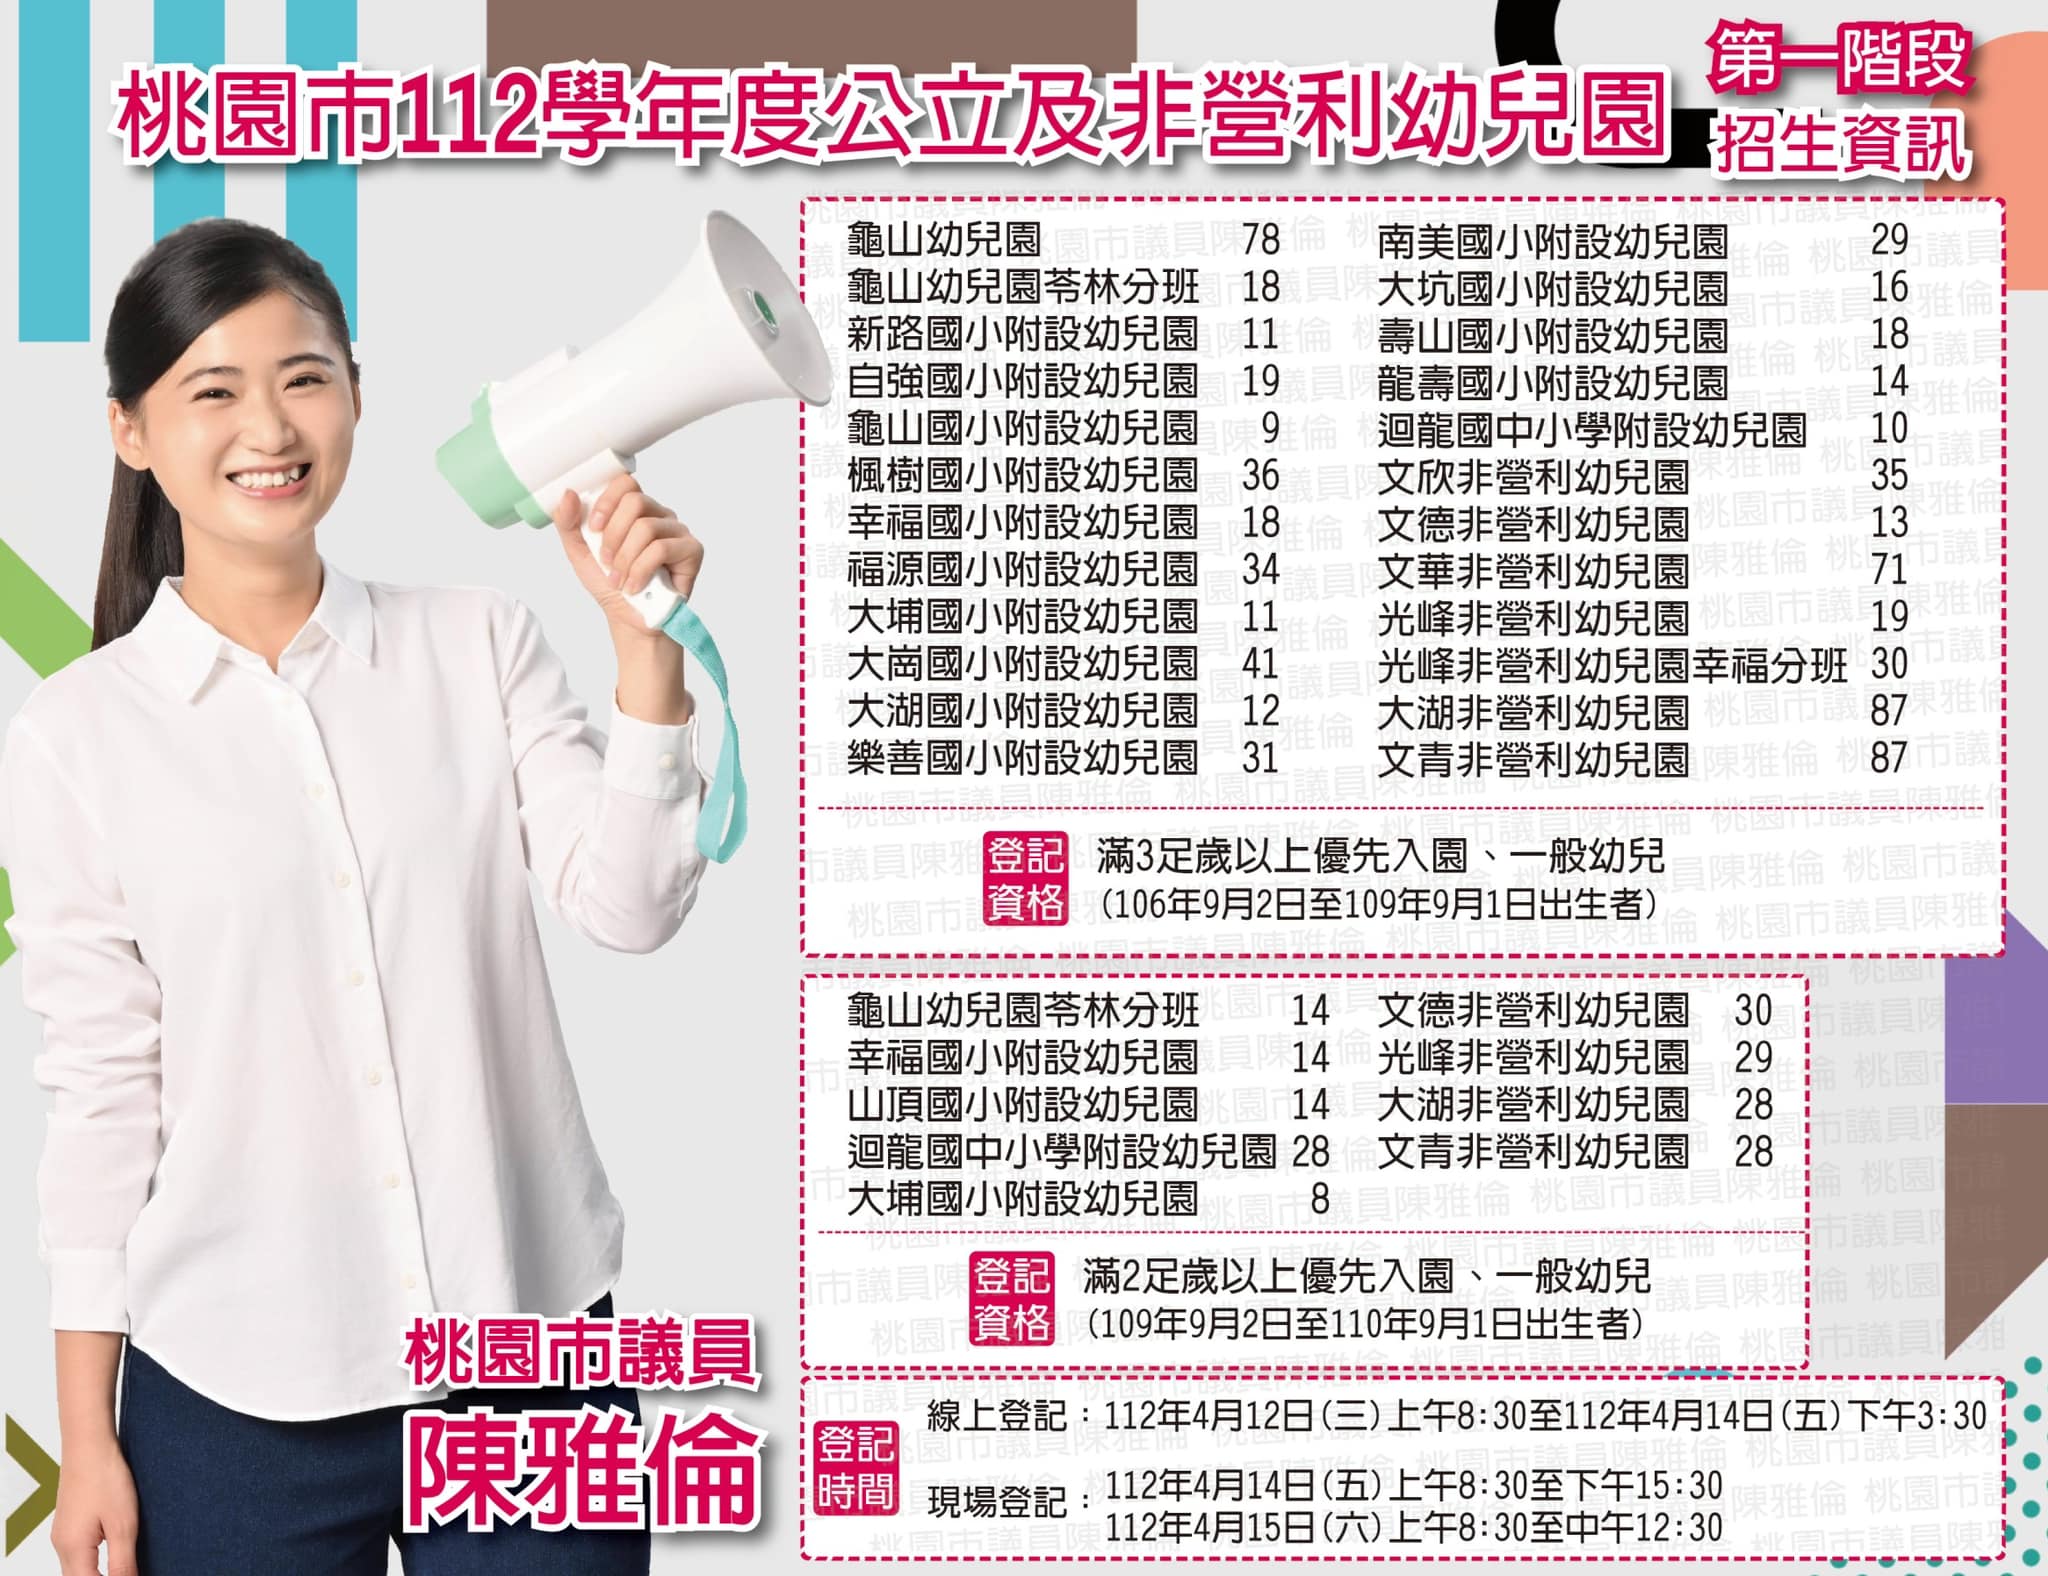 桃園市112學年度公立及非營利幼兒園
第一階段
招生資訊
龜山幼兒園 78
龜山幼兒園苓林分班 18
新路國小附設幼兒園 11
自強國小附設幼兒園 19
龜山國小附設幼兒園 9
楓樹國小附設幼兒園 36
幸福國小附設幼兒園 18
福源國小附設幼兒園 34
大埔國小附設幼兒園 11
大崗國小附設幼兒園 41
大湖國小附設幼兒園 12
樂善國小附設幼兒園 31
南美國小附設幼兒園 29
大坑國小附設幼兒園 16
壽山國小附設幼兒園 18
龍壽國小附設幼兒園 14
迴龍國中小學附設幼兒園 10
文欣非營利幼兒園 35
文德非營利幼兒園 13
文華非營利幼兒園 71
光峰非營利幼兒園 19
光峰非營利幼兒園幸福分班 30
大湖非營利幼兒園 87
文青非營利幼兒園 87
登記
資格
滿3足歲以上優先入園、一般幼兒
(106年9月2日至109年9月1日出生者)
龜山幼兒園苓林分班 14
幸福國小附設幼兒園 14
山頂國小附設幼兒園 14
迴龍國中小學附設幼兒園 28
大埔國小附設幼兒園 8
文德非營利幼兒園 30
光峰非營利幼兒園 29
大湖非營利幼兒園 28
文青非營利幼兒園 28
登記
資格
滿2足歲以上優先入園、一般幼兒
(109年9月2日至110年9月1日出生者)
登記
時間
線上登記：112年4月12日(三)上午8:30至112年4月14日(五)下午3:30
現場登記：112年4月14日(五)上午8:30至下午15:30
112年4月15日(六)上午8:30至中午12:30
桃園市議員
陳雅倫